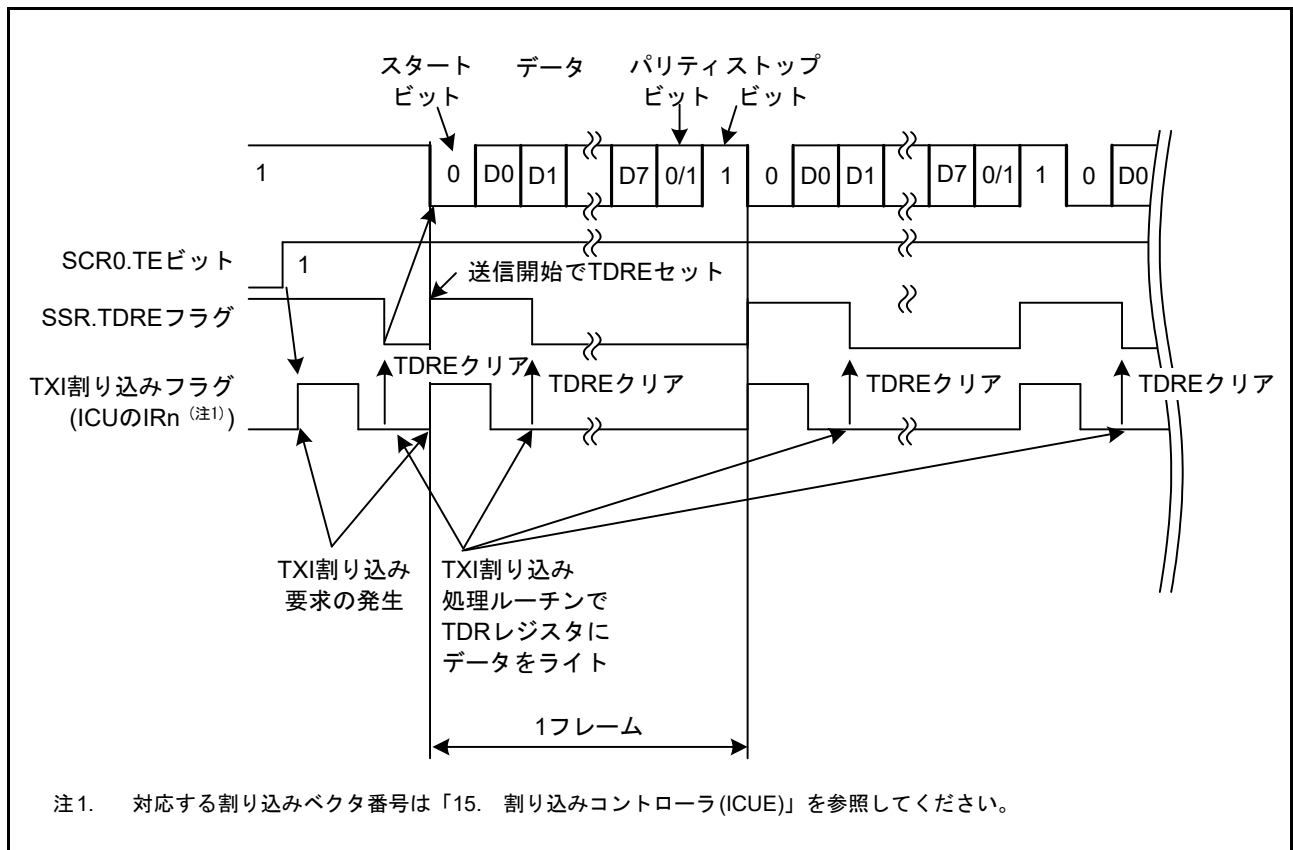 スタート データ パリティ ストップ
ビット ビット ビット
1 0 D0 D1 D7 0/1 1 0 D0 D1 D7 0/1 1 0 D0
SCR0.TEビット 1
送信開始でTDREセット
SSR.TDREフラグ
TDREクリア TDREクリア TDREクリア TDREクリア
TXI割り込みフラグ
(ICUのIRn (注1))
TXI割り込み
要求の発生
TXI割り込み
処理ルーチンで
TDRレジスタに
データをライト
1フレーム
注1. 対応する割り込みベクタ番号は「15. 割り込みコントローラ(ICUE)」を参照してください。